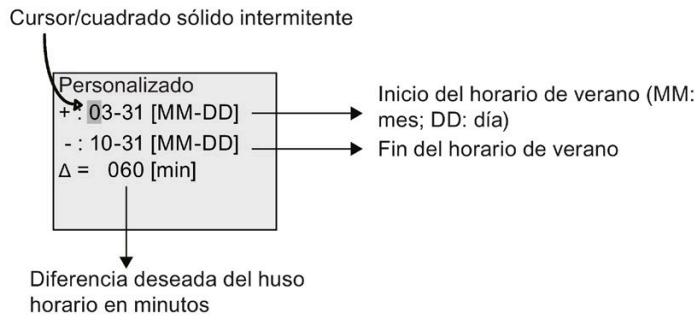 Cursor/cuadrado sólido intermitente
Personalizado
+ : 03-31 [MM-DD]
- : 10-31 [MM-DD]
Δ = 060 [min]
Inicio del horario de verano (MM:
mes; DD: día)
Fin del horario de verano
Diferencia deseada del huso
horario en minutos